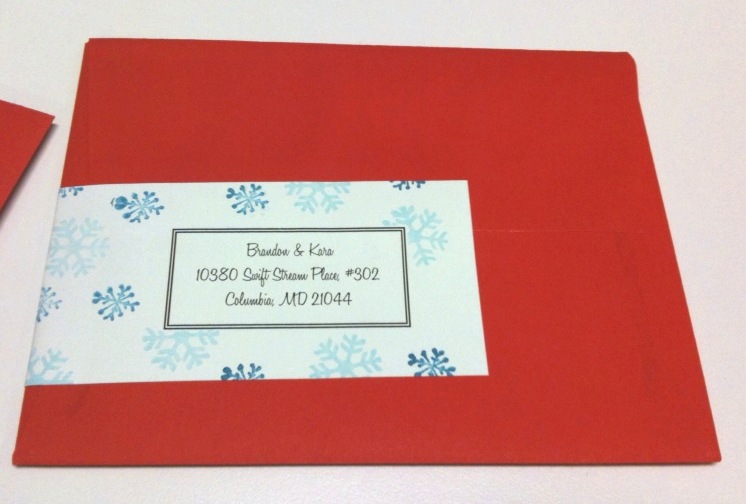 Brandon & Kara
10380 Swift Stream Place, #302
Columbia, MD 21044